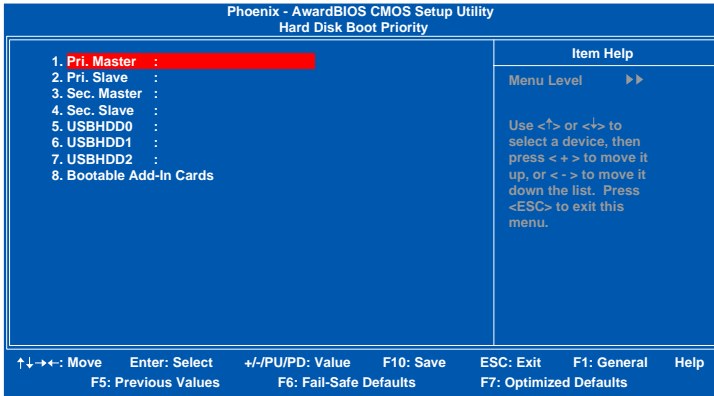 Phoenix - AwardBIOS CMOS Setup Utility
Hard Disk Boot Priority
1. Pri. Master :
2. Pri. Slave :
3. Sec. Master :
4. Sec. Slave :
5. USBHDD0 :
6. USBHDD1 :
7. USBHDD2 :
8. Bootable Add-In Cards
Item Help
Menu Level ►►
Use <↑> or <↓> to
select a device, then
press < + > to move it
up, or < - > to move it
down the list. Press
<ESC> to exit this
menu.
↑↓→←: Move Enter: Select +/-/PU/PD: Value F10: Save ESC: Exit F1: General Help
F5: Previous Values F6: Fail-Safe Defaults F7: Optimized Defaults